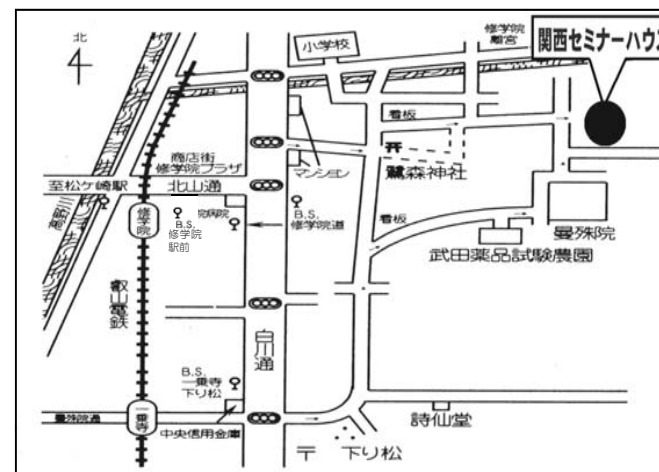 北
小学校
修学院
離宮
関西セミナーハウス
看板
商店街
修学院プラザ
マンション
鷺森神社
至松ケ崎駅
北山通
修学院
B.S.
修学院
駅前
B.S.
修学院道
看板
曼殊院
武田薬品試験農園
叡山電鉄
白川通
B.S.
一乗寺
下り松
曼殊院通
一乗寺
中央信用金庫
〒
下り松
詩仙堂